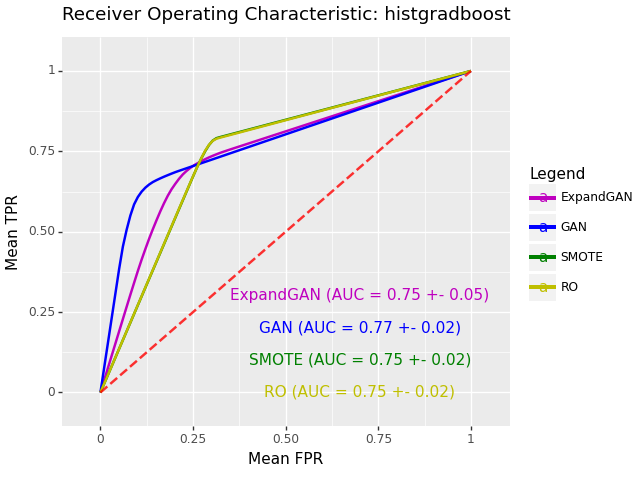 Receiver Operating Characteristic: histgradboost
1
0.75
0.50
0.25
0
Mean TPR
ExpandGAN (AUC = 0.75 +- 0.05)
GAN (AUC = 0.77 +- 0.02)
SMOTE (AUC = 0.75 +- 0.02)
RO (AUC = 0.75 +- 0.02)
0 0.25 0.50 0.75 1
Mean FPR
Legend
a ExpandGAN
a GAN
a SMOTE
a RO